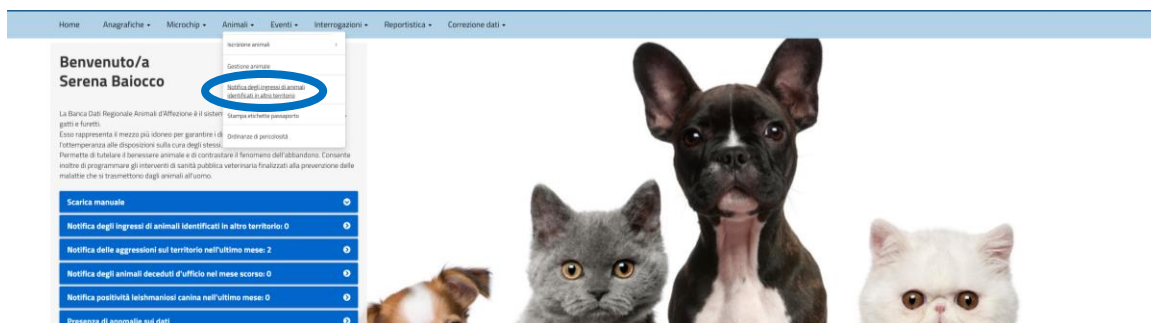 Home Anagrafiche Microchip Animali Eventi Interrogazioni Reportistica Correzione dati
Iscrizione animali
Gestione animale
Notifica degli ingressi di animali
identificati in altro territorio
Stampa etichette passaporto
Ordinanze di pericolosità
Benvenuto/a
Serena Baiocco
La Banca Dati Regionale Animali d'Affezione è il sistem
gatti e furetti.
Esso rappresenta il mezzo più idoneo per garantire i di
l'ottemperanza alle disposizioni sulla cura degli stessi.
Permette di tutelare il benessere animale e di contrastare il fenomeno dell'abbandono. Consente
inoltre di programmare gli interventi di sanità pubblica veterinaria finalizzati alla prevenzione delle
malattie che si trasmettono dagli animali all'uomo.
Scarica manuale
Notifica degli ingressi di animali identificati in altro territorio: 0
Notifica delle aggressioni sul territorio nell'ultimo mese: 2
Notifica degli animali deceduti d'ufficio nel mese scorso: 0
Notifica positività leishmaniosi canina nell'ultimo mese: 0
Presenza di anomalie sui dati